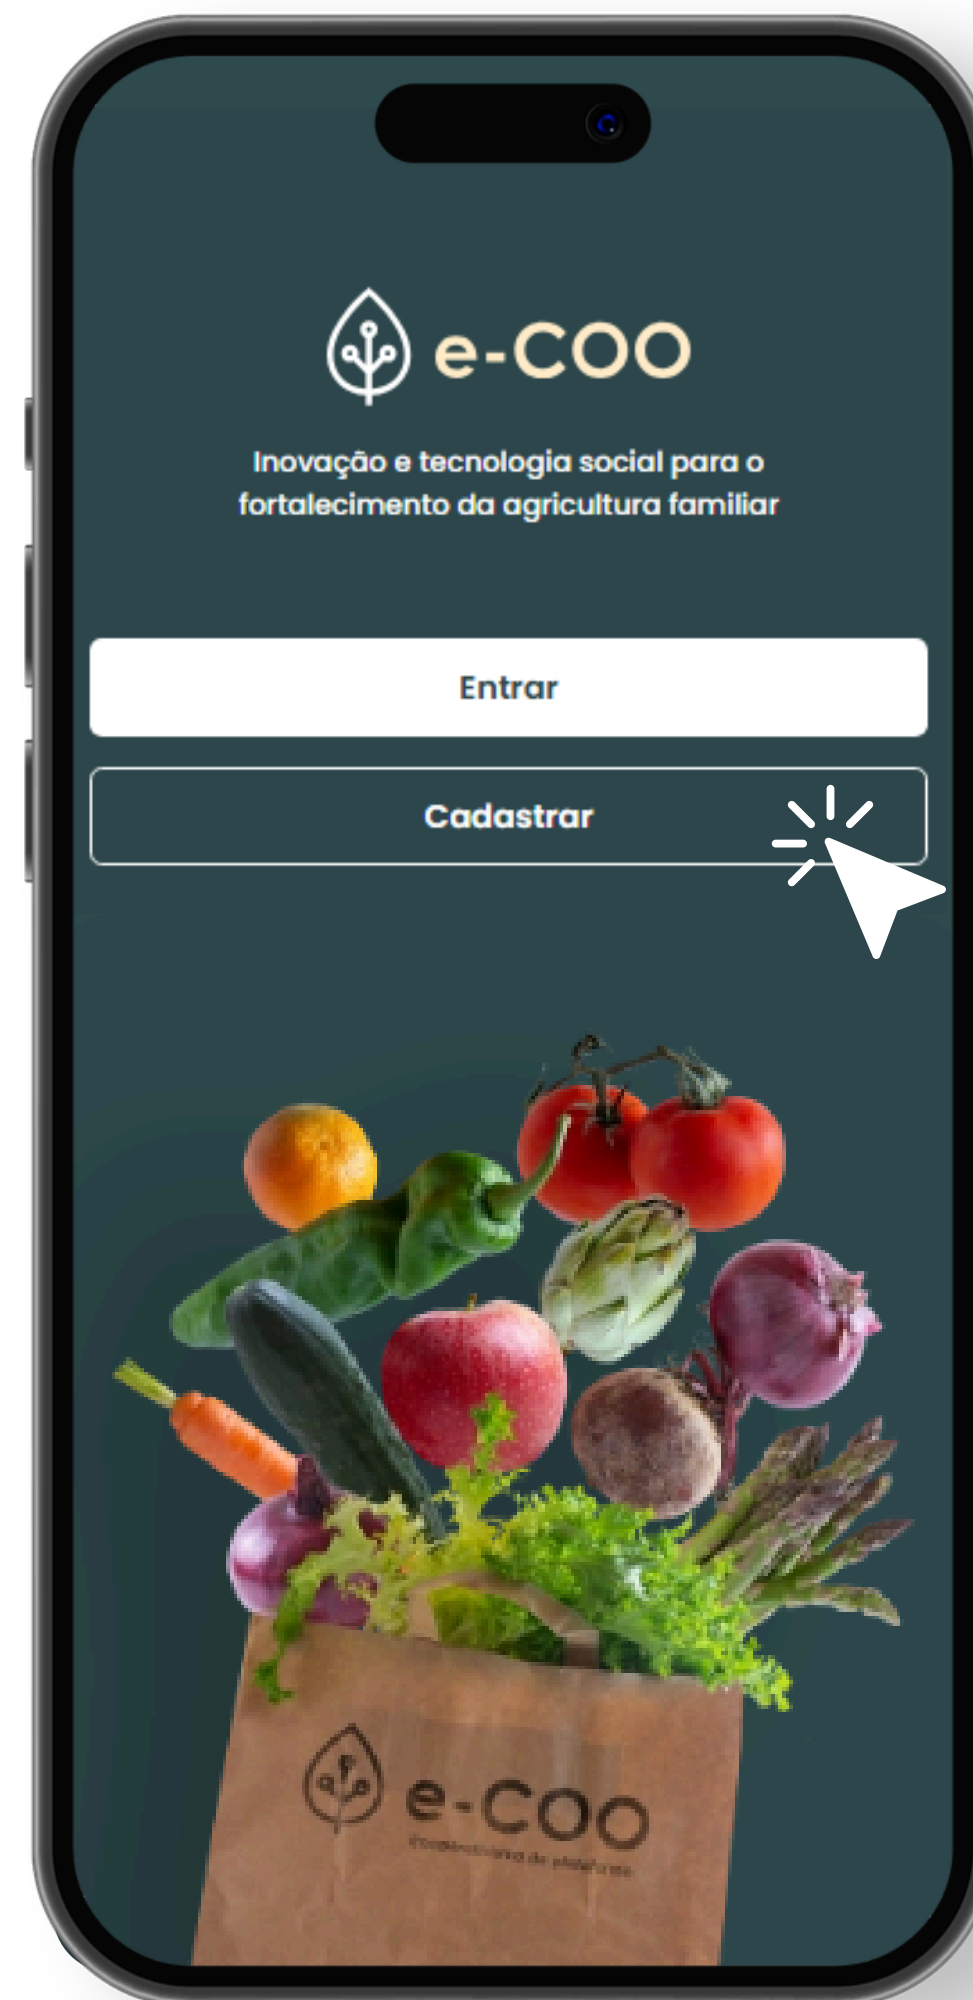 e-COO
Inovação e tecnologia social para o
fortalecimento da agricultura familiar
Entrar
Cadastrar
e-COO